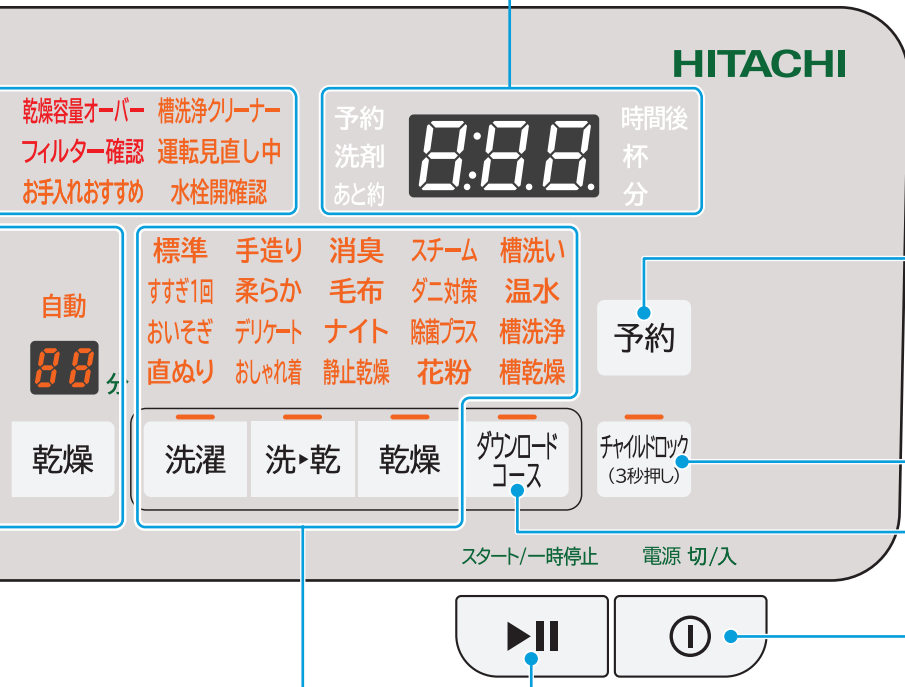 HITACHI
乾燥容量オーバー 槽洗浄クリーナー
フィルター確認 運転見直し中
お手入れおすすめ 水栓開確認
予約 8:88 時間後
洗剤 杯
あと約 分
標準 手造り 消臭 スチーム 槽洗い
すすぎ1回 柔らか 毛布 ダニ対策 温水
おいそぎ デリケート ナイト 除菌プラス 槽洗浄
直ぬり おしゃれ着 静止乾燥 花粉 槽乾燥
自動
88 分
予約
乾燥 洗濯 洗▸乾 乾燥 ダウンロード
コース
チャイルドロック
(3秒押し)
スタート/一時停止 電源 切/入